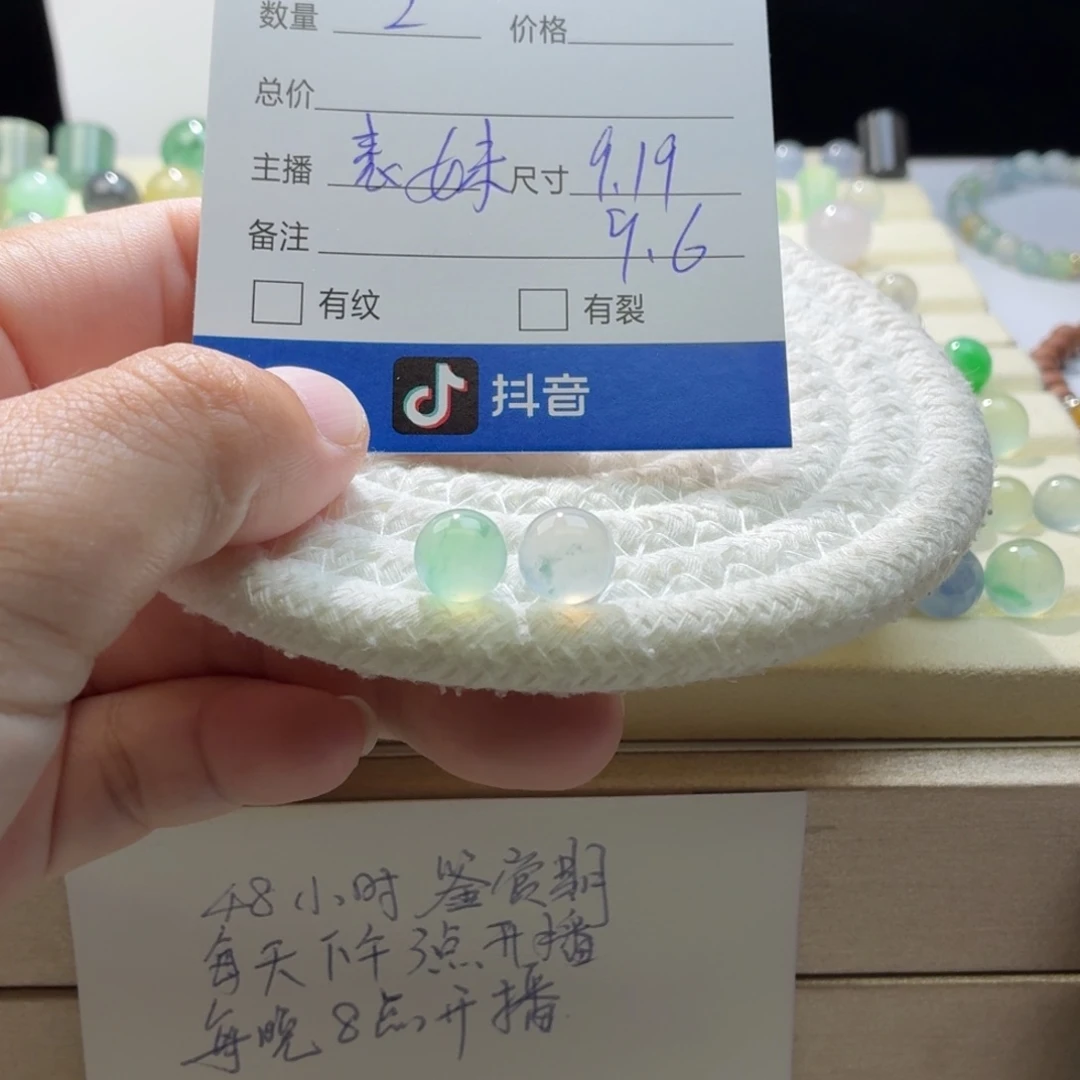 数量 2 价格
总价
主播 表妹 尺寸 9.19
9.6
备注
有纹 有裂
抖音
48小时鉴赏期
每天下午3点开播
每晚8点开播